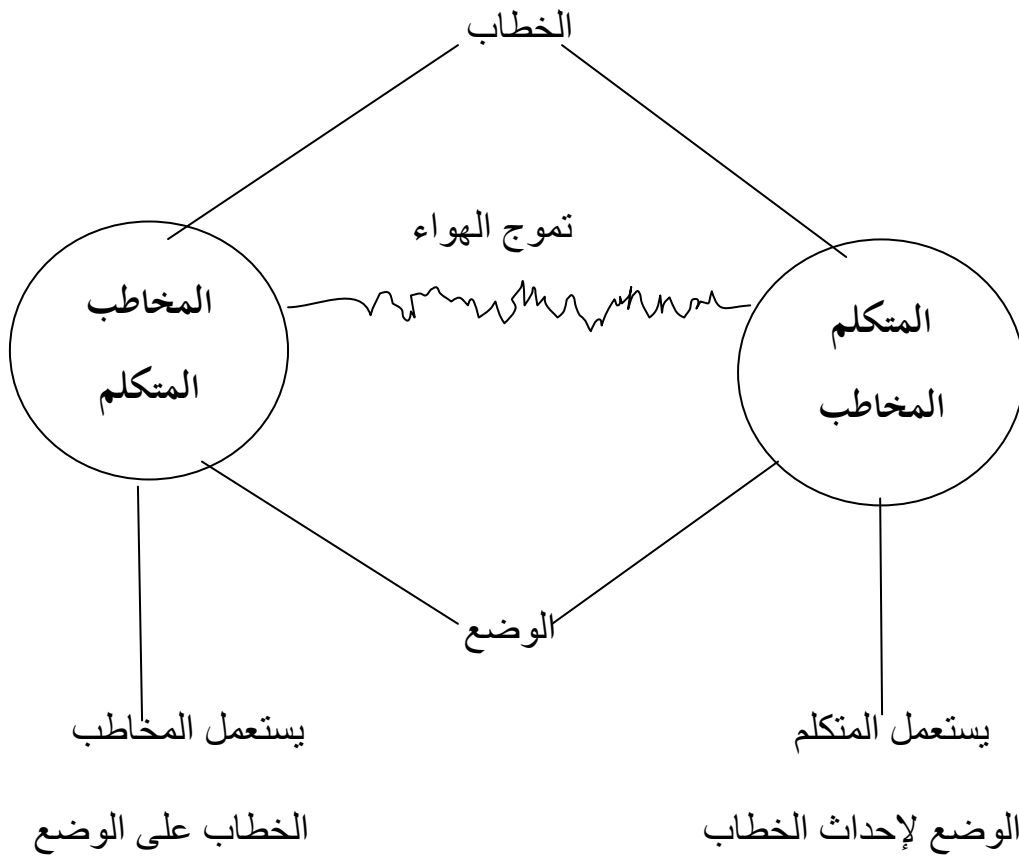 الخطاب
تموج الهواء
المتكلم
المخاطب
المخاطب
المتكلم
الوضع
يستعمل المتكلم
الوضع لإحداث الخطاب
يستعمل المخاطب
الخطاب على الوضع